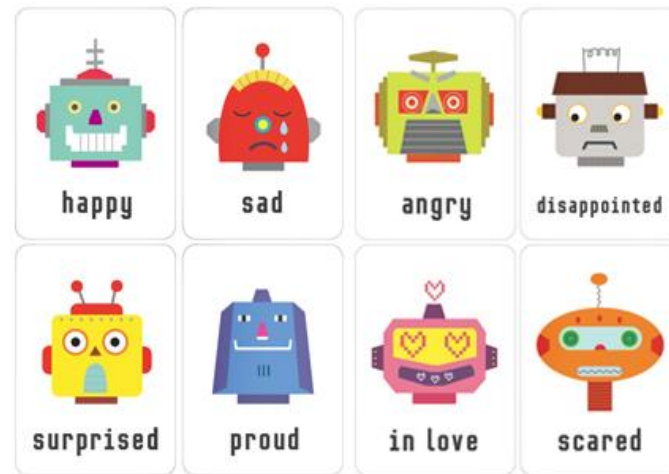 happy
sad
angry
disappointed
surprised
proud
in love
scared